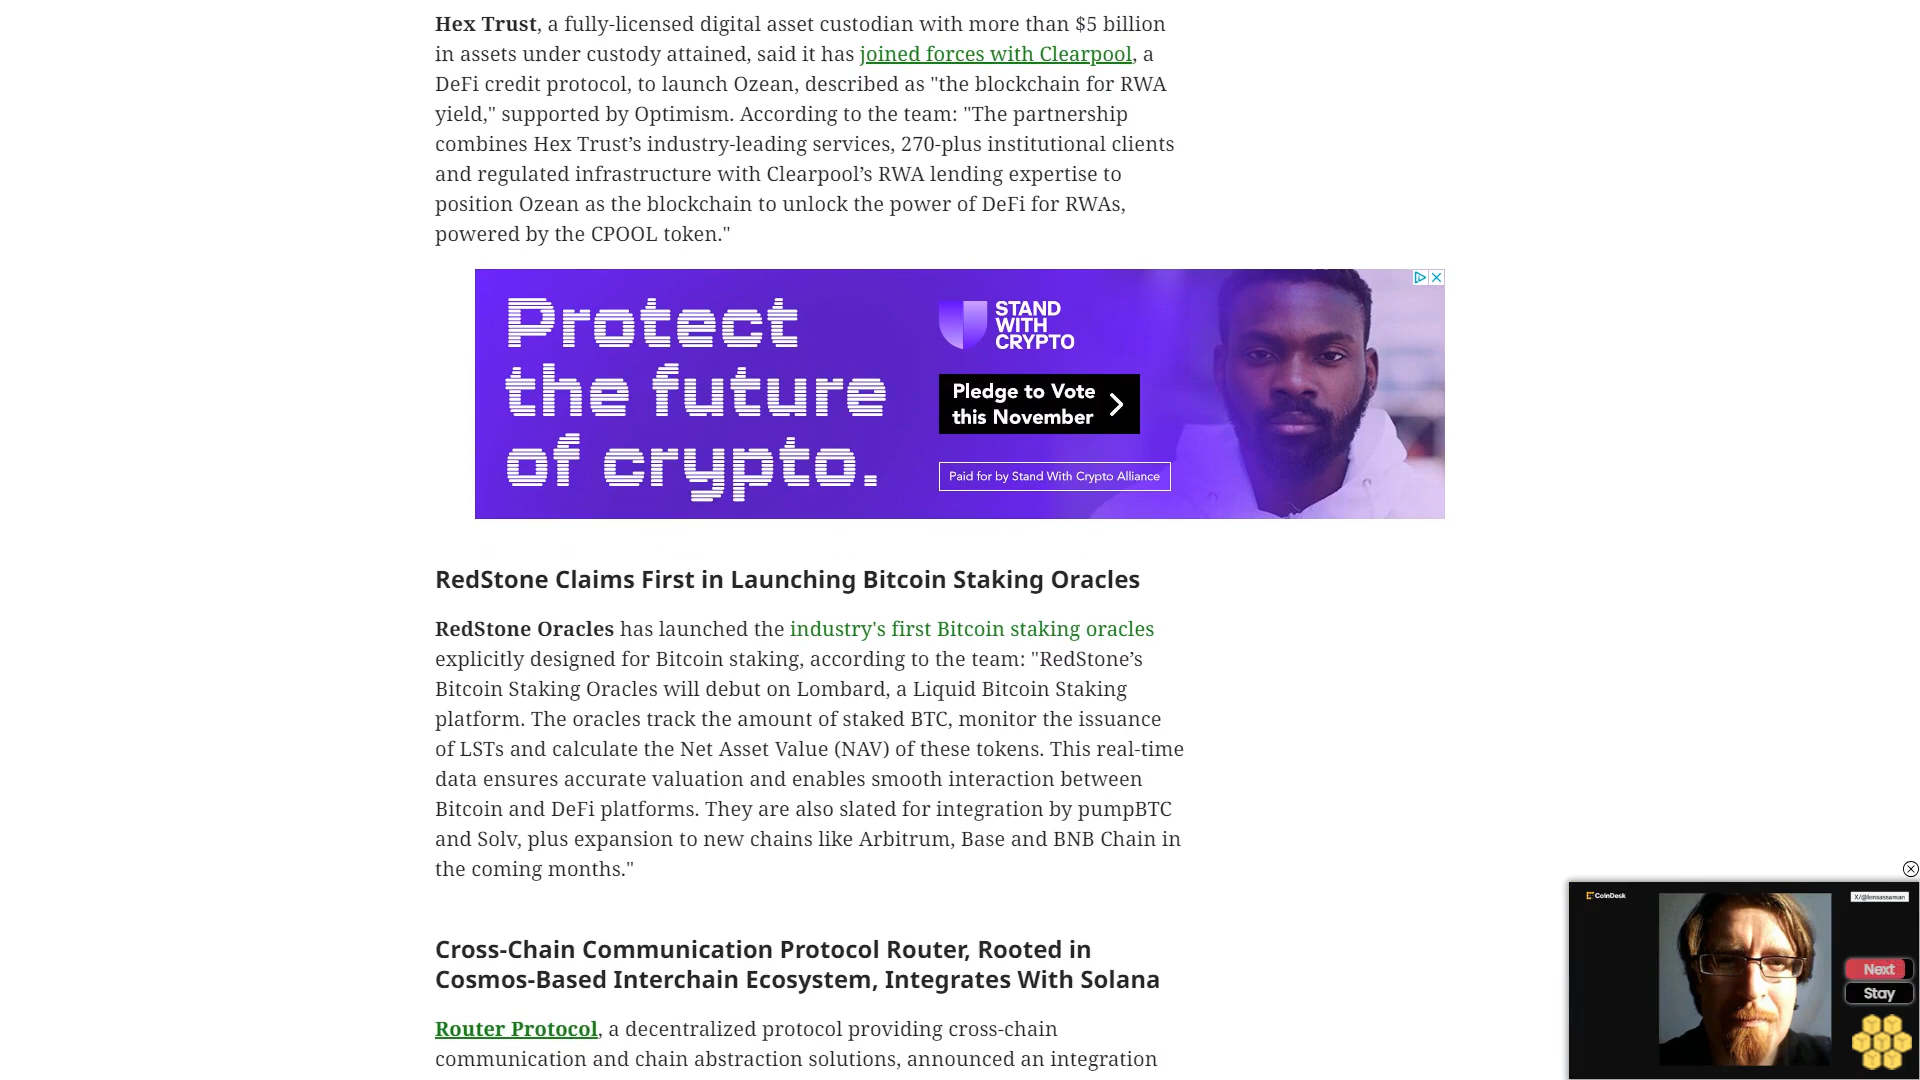 Hex Trust, a fully-licensed digital asset custodian with more than $5 billion
in assets under custody attained, said it has joined forces with Clearpool, a
DeFi credit protocol, to launch Ozean, described as "the blockchain for RWA
yield," supported by Optimism. According to the team: "The partnership
combines Hex Trust’s industry-leading services, 270-plus institutional clients
and regulated infrastructure with Clearpool’s RWA lending expertise to
position Ozean as the blockchain to unlock the power of DeFi for RWAs,
powered by the CPOOL token."
Protect
the future
of crypto.
STAND
WITH
CRYPTO
Pledge to Vote
this November
Paid for by Stand With Crypto Alliance
RedStone Claims First in Launching Bitcoin Staking Oracles
RedStone Oracles has launched the industry's first Bitcoin staking oracles
explicitly designed for Bitcoin staking, according to the team: "RedStone’s
Bitcoin Staking Oracles will debut on Lombard, a Liquid Bitcoin Staking
platform. The oracles track the amount of staked BTC, monitor the issuance
of LSTs and calculate the Net Asset Value (NAV) of these tokens. This real-time
data ensures accurate valuation and enables smooth interaction between
Bitcoin and DeFi platforms. They are also slated for integration by pumpBTC
and Solv, plus expansion to new chains like Arbitrum, Base and BNB Chain in
the coming months."
Cross-Chain Communication Protocol Router, Rooted in
Cosmos-Based Interchain Ecosystem, Integrates With Solana
Router Protocol, a decentralized protocol providing cross-chain
communication and chain abstraction solutions, announced an integration
CoinDesk
X/@lensassaman
Next
Stay